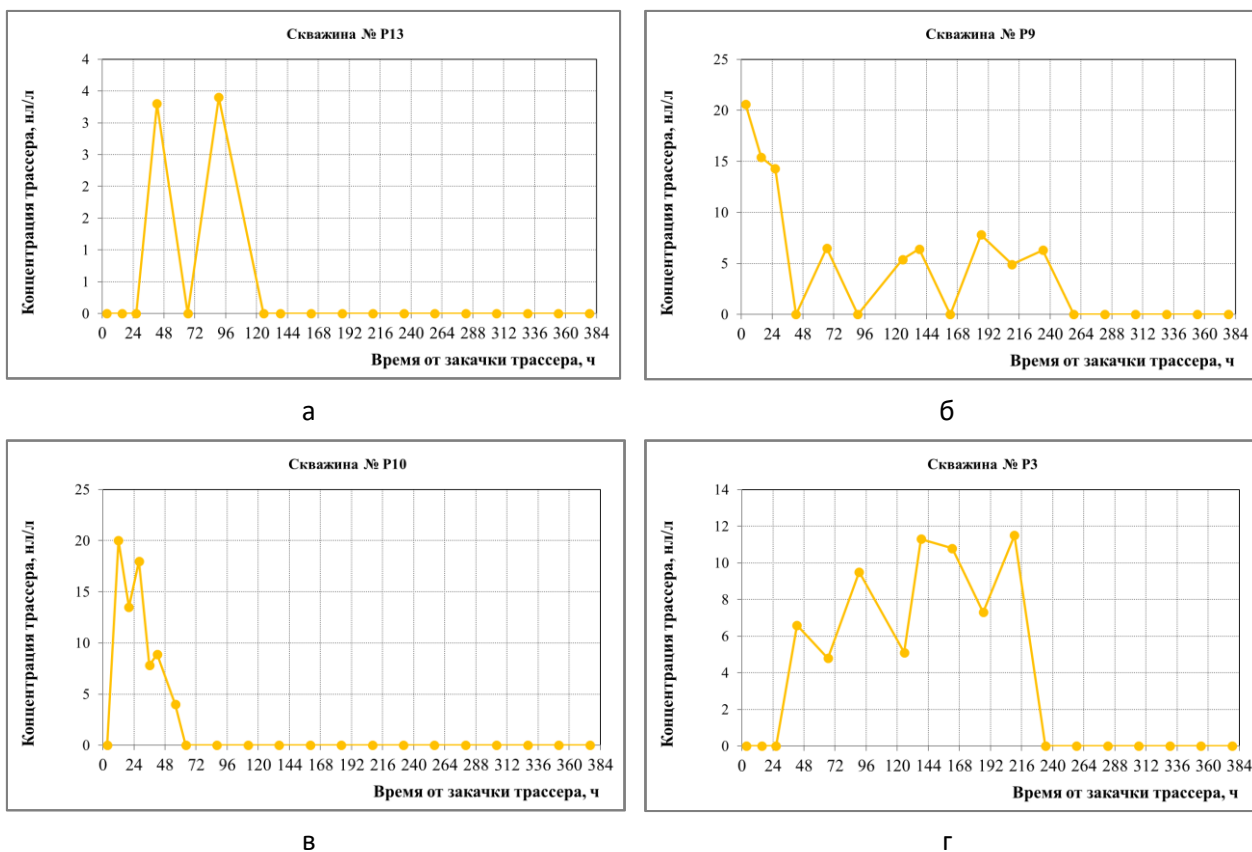 Скважина № P13
Концентрация трассера, нл/л
4
4
3
3
2
2
1
1
0
0 24 48 72 96 120 144 168 192 216 240 264 288 312 336 360 384
Время от закачки трассера, ч
а
Скважина № P9
Концентрация трассера, нл/л
25
20
15
10
5
0
0 24 48 72 96 120 144 168 192 216 240 264 288 312 336 360 384
Время от закачки трассера, ч
б
Скважина № P10
Концентрация трассера, нл/л
25
20
15
10
5
0
0 24 48 72 96 120 144 168 192 216 240 264 288 312 336 360 384
Время от закачки трассера, ч
в
Скважина № P3
Концентрация трассера, нл/л
14
12
10
8
6
4
2
0
0 24 48 72 96 120 144 168 192 216 240 264 288 312 336 360 384
Время от закачки трассера, ч
г